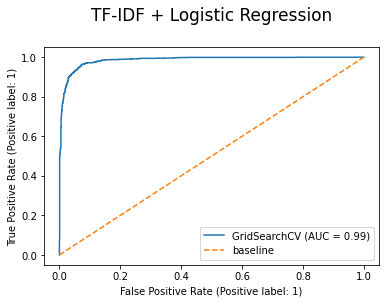 TF-IDF + Logistic Regression
True Positive Rate (Positive label: 1)
1.0
0.8
0.6
0.4
0.2
0.0
0.0 0.2 0.4 0.6 0.8 1.0
False Positive Rate (Positive label: 1)
GridSearchCV (AUC = 0.99)
baseline